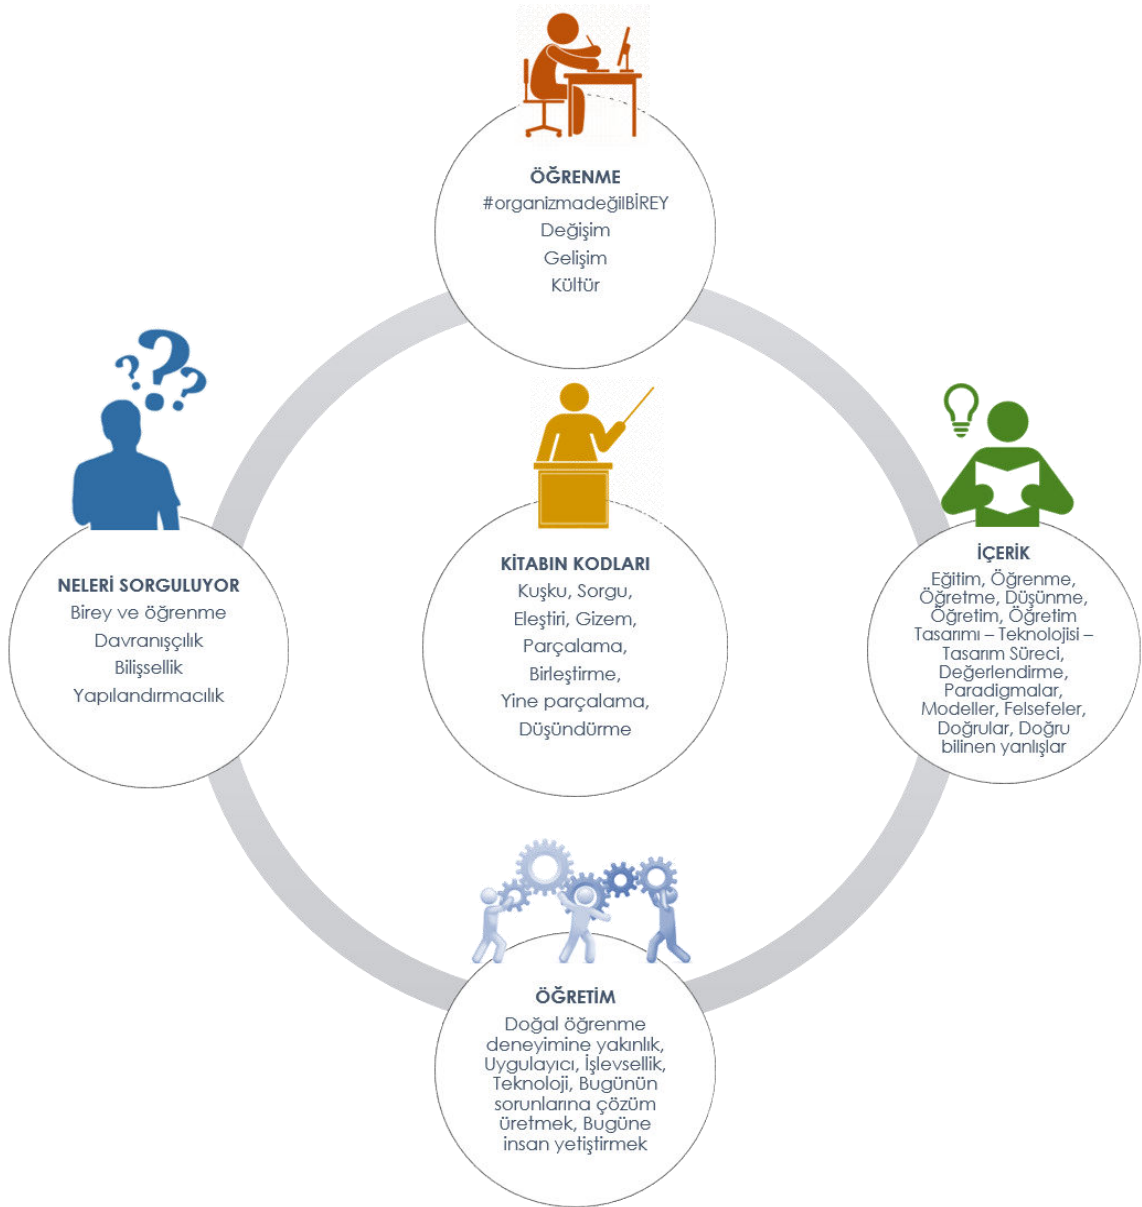 ÖĞRENME
#organizmadeğilBİREY
Değişim
Gelişim
Kültür
NELERİ SORGULUYOR
Birey ve öğrenme
Davranışçılık
Bilişsellik
Yapılandırmacılık
KİTABIN KODLARI
Kuşku, Sorgu,
Eleştiri, Gizem,
Parçalama,
Birleştirme,
Yine parçalama,
Düşündürme
İÇERİK
Eğitim, Öğrenme,
Öğretme, Düşünme,
Öğretim, Öğretim
Tasarımı – Teknolojisi –
Tasarım Süreci,
Değerlendirme,
Paradigmalar,
Modeller, Felsefeler,
Doğrular, Doğru
bilinen yanlışlar
ÖĞRETİM
Doğal öğrenme
deneyimine yakınlık,
Uygulayıcı, İşlevsellik,
Teknoloji, Bugünün
sorunlarına çözüm
üretmek, Bugüne
insan yetiştirmek